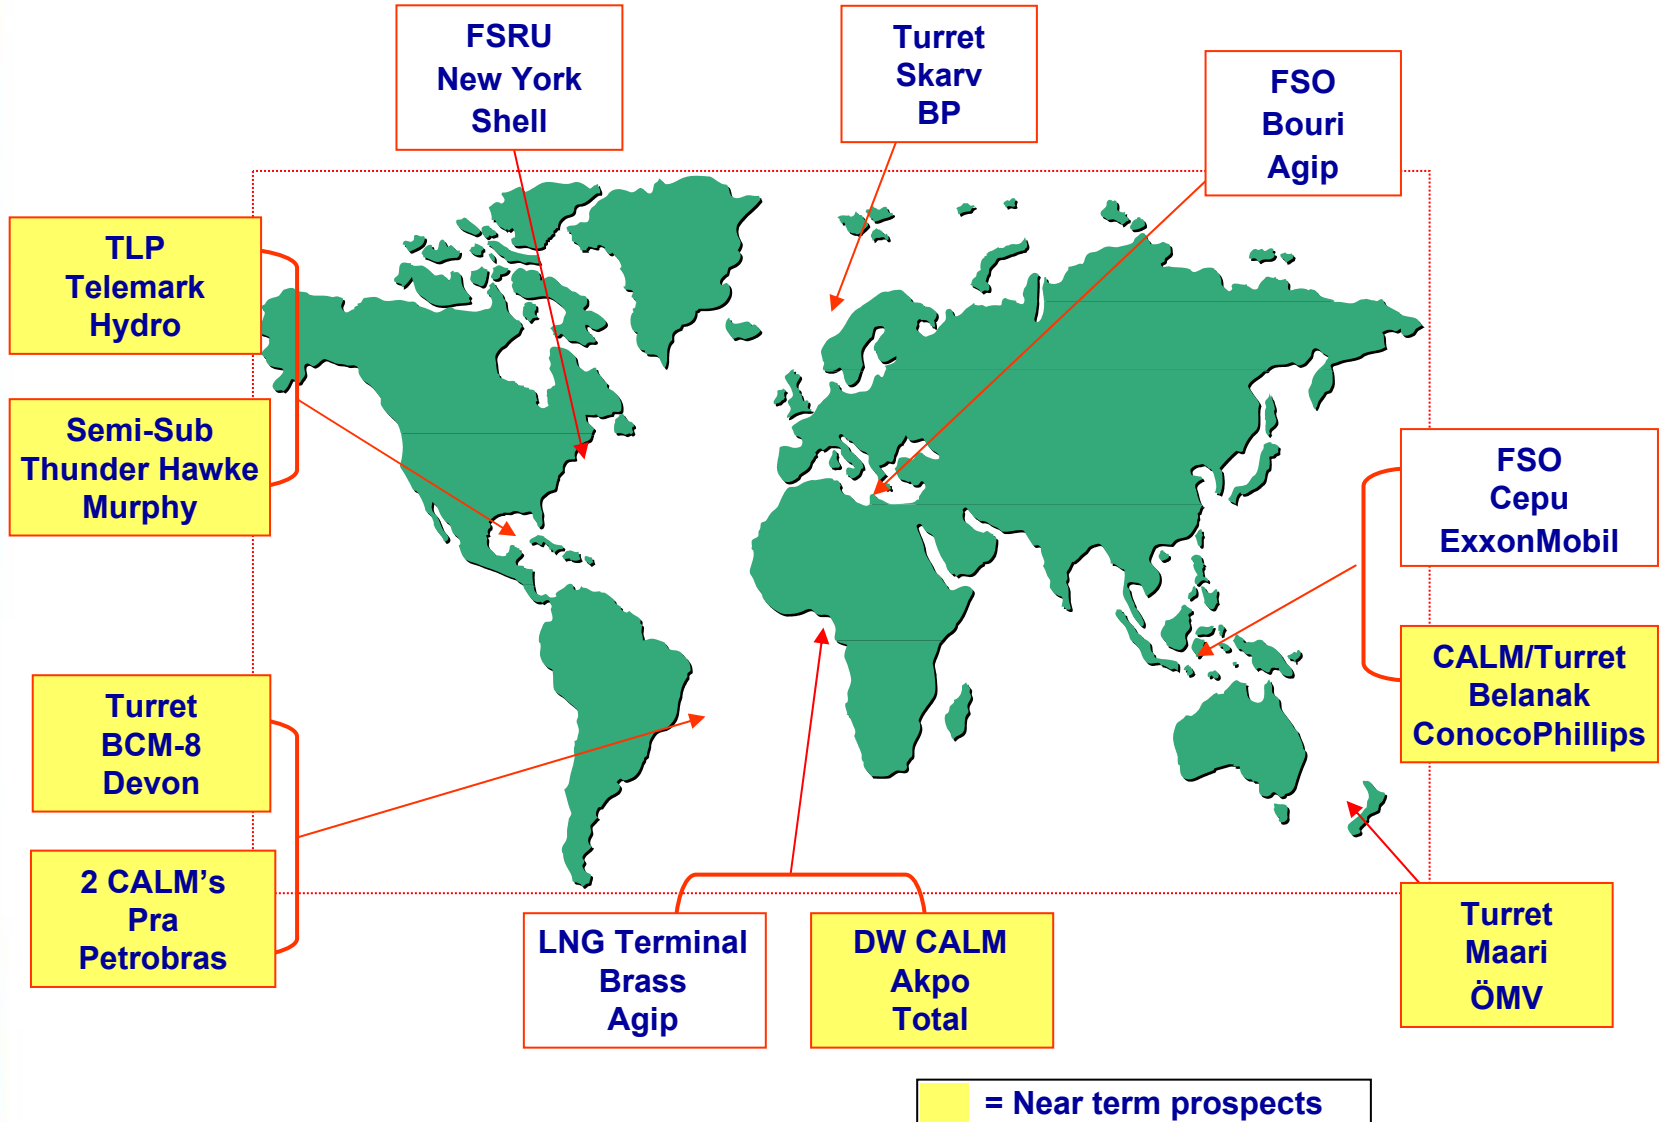 FSRU
New York
Shell
Turret
Skarv
BP
FSO
Bouri
Agip
TLP
Telemark
Hydro
Semi-Sub
Thunder Hawke
Murphy
FSO
Cepu
ExxonMobil
CALM/Turret
Belanak
ConocoPhillips
Turret
BCM-8
Devon
2 CALM’s
Pra
Petrobras
LNG Terminal
Brass
Agip
DW CALM
Akpo
Total
Turret
Maari
ÖMV
= Near term prospects